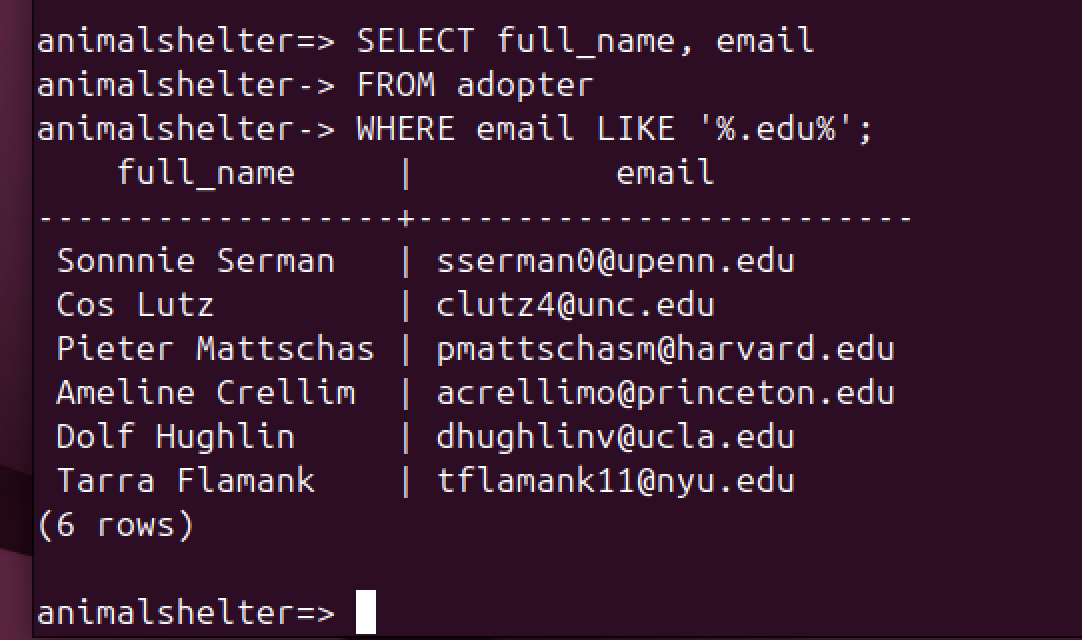 animalshelter=> SELECT full_name, email
animalshelter-> FROM adopter
animalshelter-> WHERE email LIKE '%.edu%';
    full_name     |          email
------------------+-------------------------
 Sonnnie Serman   | sserman0@upenn.edu
 Cos Lutz         | clutz4@unc.edu
 Pieter Mattschas | pmattschasm@harvard.edu
 Ameline Crellim  | acrellimo@princeton.edu
 Dolf Hughlin     | dhughlinv@ucla.edu
 Tarra Flamank    | tflamank11@nyu.edu
(6 rows)
animalshelter=>